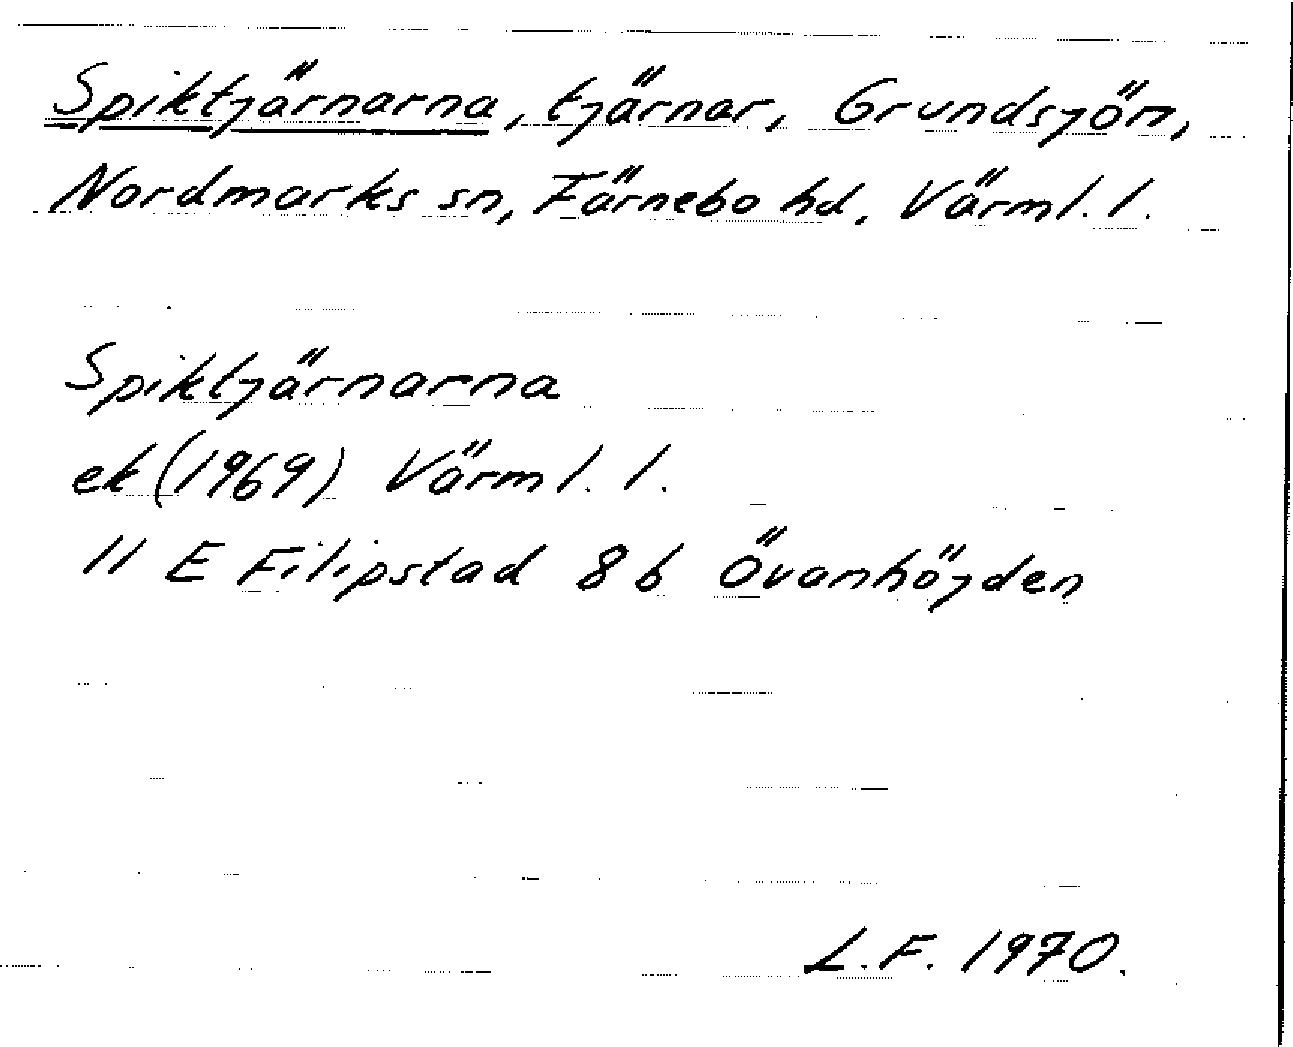 Spiktjärnarna, tjärnar, Grundsjön,
Nordmarks sn, Färnebo hd, Värml. l.
Spiktjärnarna
ek (1969) Värml. l.
11 E Filipstad 8 b Övanhöjden
L.F. 1970.